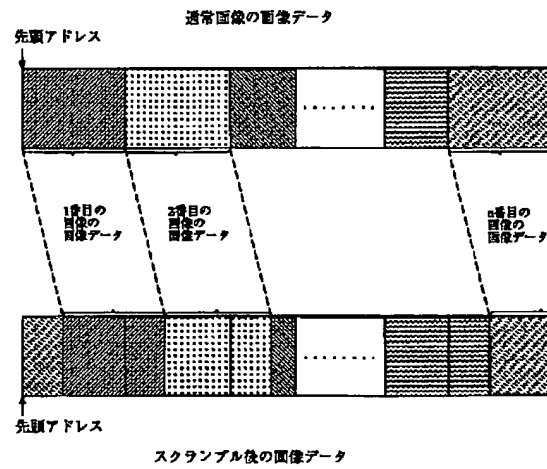 通常画像の画像データ
先頭アドレス
1番目の
画像の
画像データ
2番目の
画像の
画像データ
n番目の
画像の
画像データ
先頭アドレス
スクランブル後の画像データ